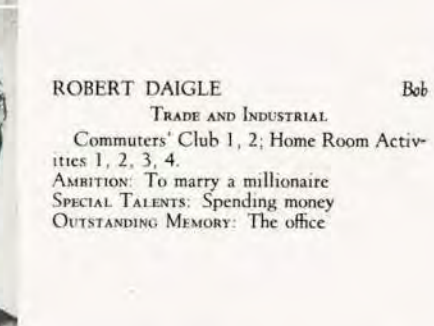 ROBERT DAIGLE Bob
TRADE AND INDUSTRIAL
Commuters' Club 1, 2; Home Room Activ-
ities 1, 2, 3, 4.
AMBITION: To marry a millionaire
SPECIAL TALENTS: Spending money
OUTSTANDING MEMORY: The office